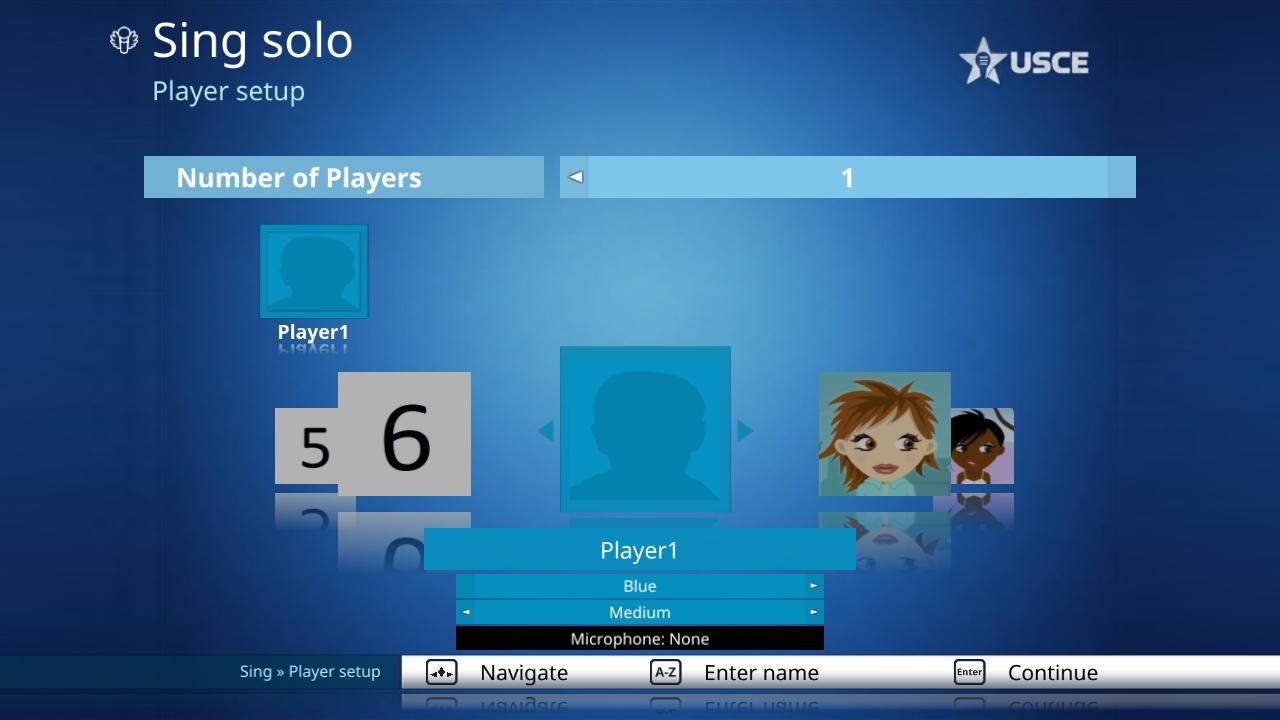 Sing solo
Player setup
USCE
Number of Players
1
Player1
5
6
Player1
Blue
Medium
Microphone: None
Sing » Player setup
Navigate
A-Z
Enter name
Enter
Continue